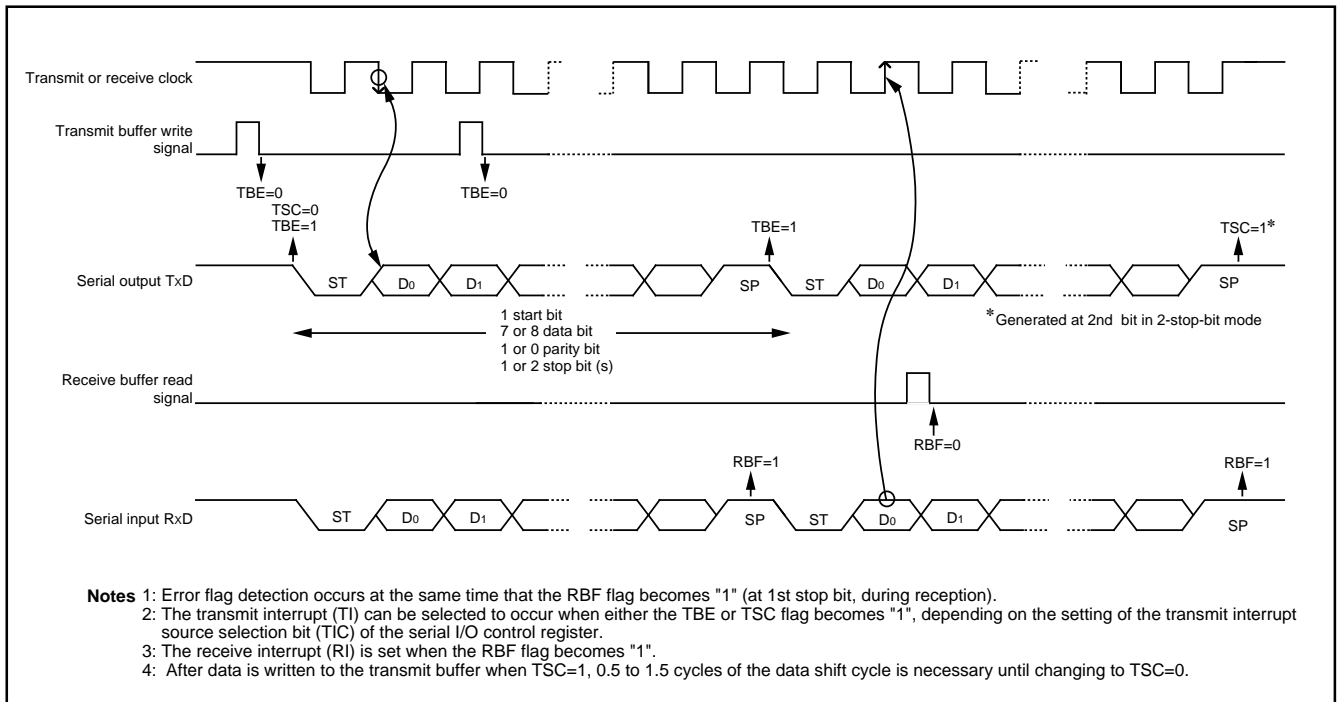 Transmit or receive clock
Transmit buffer write
signal
TBE=0
TBE=0
TSC=0
TBE=1
TBE=1
TSC=1*
Serial output TxD
ST
D0
D1
SP
ST
D0
D1
SP
1 start bit
7 or 8 data bit
1 or 0 parity bit
1 or 2 stop bit (s)
*Generated at 2nd bit in 2-stop-bit mode
Receive buffer read
signal
RBF=0
RBF=1
RBF=1
Serial input RxD
ST
D0
D1
SP
ST
D0
D1
SP
Notes 1: Error flag detection occurs at the same time that the RBF flag becomes "1" (at 1st stop bit, during reception).
2: The transmit interrupt (TI) can be selected to occur when either the TBE or TSC flag becomes "1", depending on the setting of the transmit interrupt
source selection bit (TIC) of the serial I/O control register.
3: The receive interrupt (RI) is set when the RBF flag becomes "1".
4: After data is written to the transmit buffer when TSC=1, 0.5 to 1.5 cycles of the data shift cycle is necessary until changing to TSC=0.